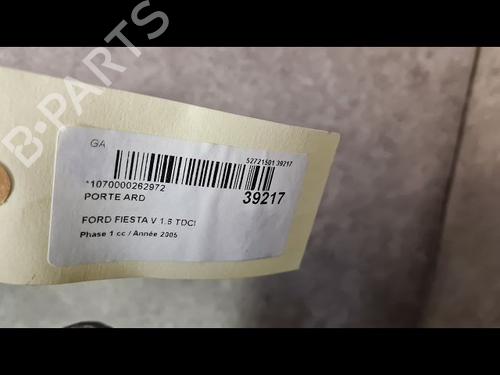 B-PARTS
GA
52721501 39217
*1070000262972
39217
PORTE ARD
FORD FIESTA V 1.6 TDCI
Phase 1 cc / Année 2005